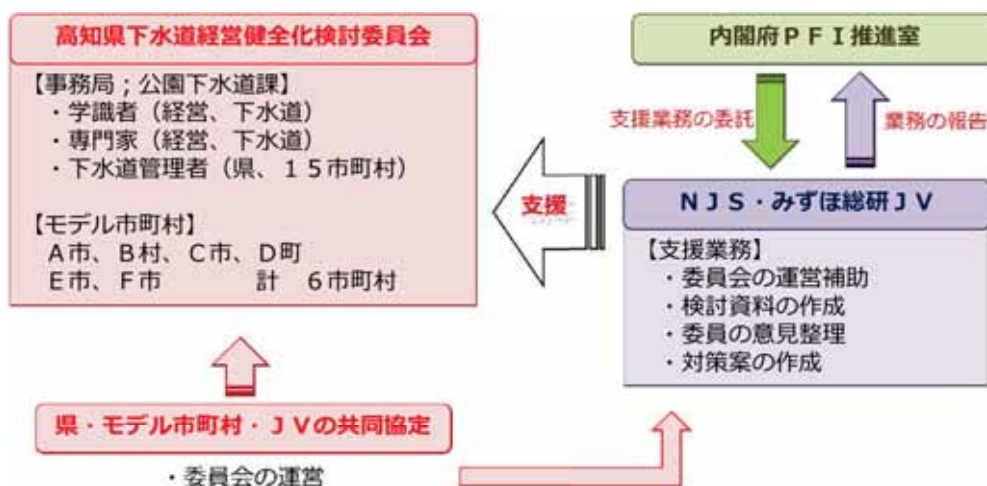 高知県下水道経営健全化検討委員会
【事務局；公園下水道課】
・学識者（経営、下水道）
・専門家（経営、下水道）
・下水道管理者（県、１５市町村）
【モデル市町村】
Ａ市、Ｂ村、Ｃ市、Ｄ町
Ｅ市、Ｆ市　　　　計　６市町村
内閣府ＰＦＩ推進室
支援業務の委託
業務の報告
支援
ＮＪＳ・みずほ総研ＪＶ
【支援業務】
・委員会の運営補助
・検討資料の作成
・委員の意見整理
・対策案の作成
県・モデル市町村・ＪＶの共同協定
・委員会の運営